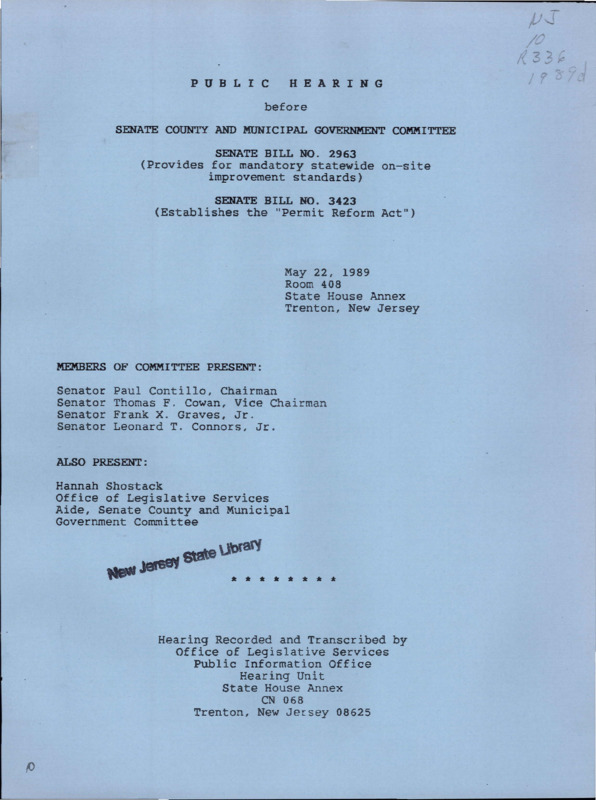 NJ
10
R336
1989d
PUBLIC HEARING
before
SENATE COUNTY AND MUNICIPAL GOVERNMENT COMMITTEE
SENATE BILL NO. 2963
(Provides for mandatory statewide on-site
improvement standards)
SENATE BILL NO. 3423
(Establishes the "Permit Reform Act")
May 22, 1989
Room 408
State House Annex
Trenton, New Jersey
MEMBERS OF COMMITTEE PRESENT:
Senator Paul Contillo, Chairman
Senator Thomas F. Cowan, Vice Chairman
Senator Frank X. Graves, Jr.
Senator Leonard T. Connors, Jr.
ALSO PRESENT:
Hannah Shostack
Office of Legislative Services
Aide, Senate County and Municipal
Government Committee
New Jersey State Library
* * * * * * * *
Hearing Recorded and Transcribed by
Office of Legislative Services
Public Information Office
Hearing Unit
State House Annex
CN 068
Trenton, New Jersey 08625
10